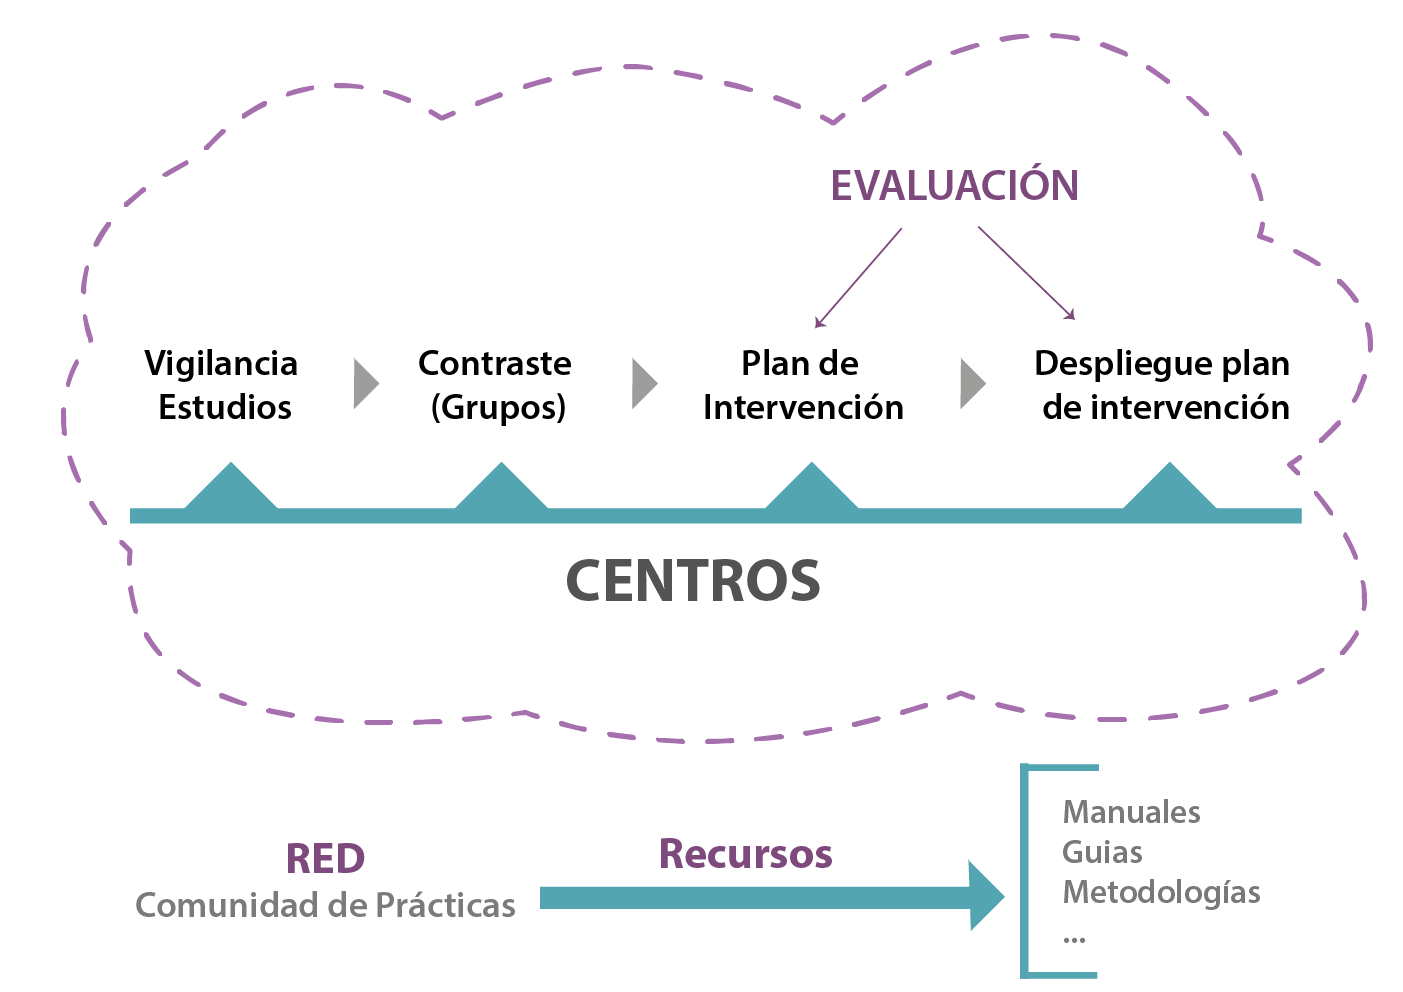 EVALUACIÓN
Vigilancia
Estudios
Contraste
(Grupos)
Plan de
Intervención
Despliegue plan
de intervención
CENTROS
RED
Comunidad de Prácticas
Recursos
Manuales
Guias
Metodologías
...